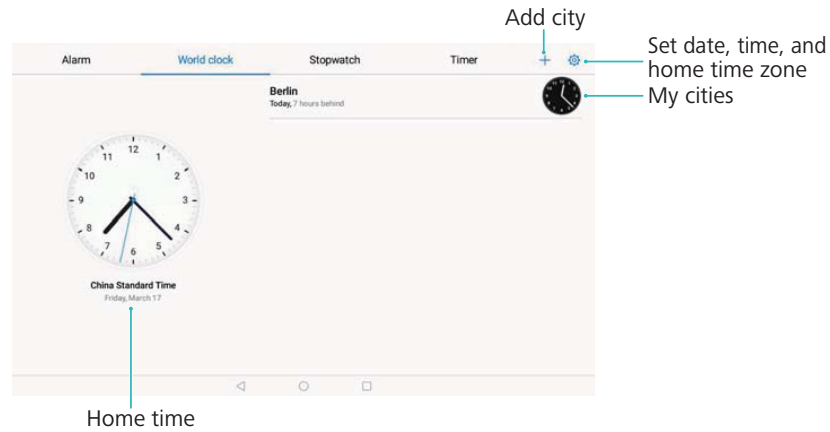 Add city
Alarm World clock Stopwatch Timer +
Set date, time, and
home time zone
Berlin
Today, 7 hours behind
My cities
12
11 1
10 2
9 3
8 4
7 5
6
China Standard Time
Friday, March 17
Home time